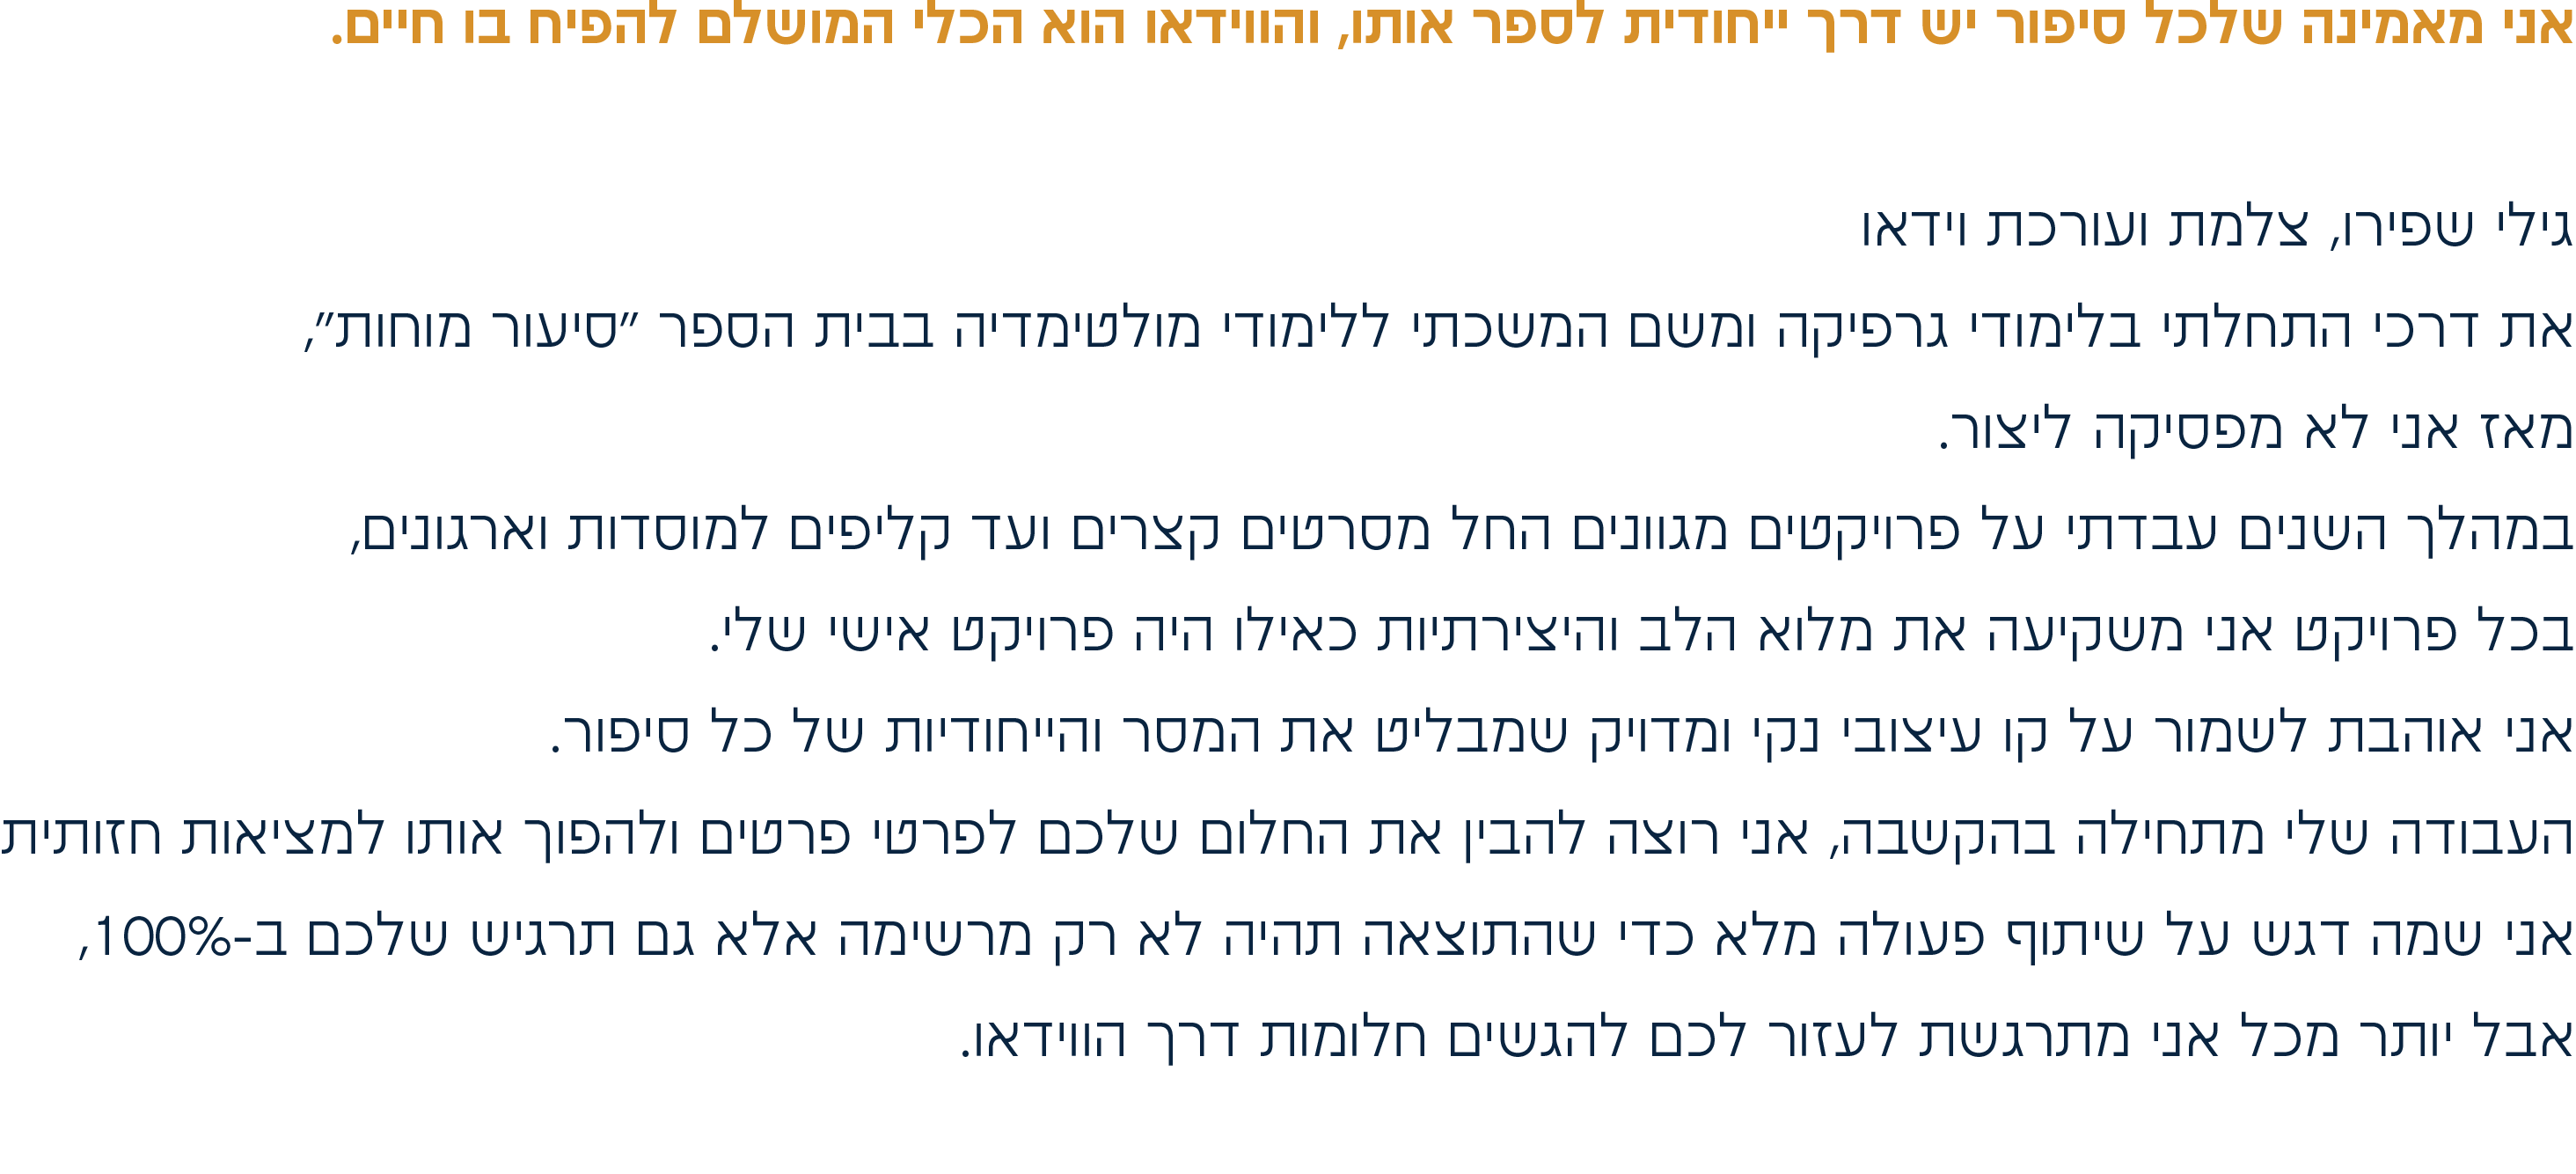 אני מאמינה שלכל סיפור יש דרך ייחודית לספר אותו, והווידאו הוא הכלי המושלם להפיח בו חיים.
גילי שפירו, צלמת ועורכת וידאו
את דרכי התחלתי בלימודי גרפיקה ומשם המשכתי ללימודי מולטימדיה בבית הספר ״סיעור מוחות״,
מאז אני לא מפסיקה ליצור.
במהלך השנים עבדתי על פרויקטים מגוונים החל מסרטים קצרים ועד קליפים למוסדות וארגונים,
בכל פרויקט אני משקיעה את מלוא הלב והיצירתיות כאילו היה פרויקט אישי שלי.
אני אוהבת לשמור על קו עיצובי נקי ומדויק שמבליט את המסר והייחודיות של כל סיפור.
העבודה שלי מתחילה בהקשבה, אני רוצה להבין את החלום שלכם לפרטי פרטים ולהפוך אותו למציאות חזותית
אני שמה דגש על שיתוף פעולה מלא כדי שהתוצאה תהיה לא רק מרשימה אלא גם תרגיש שלכם ב-100%,
אבל יותר מכל אני מתרגשת לעזור לכם להגשים חלומות דרך הווידאו.